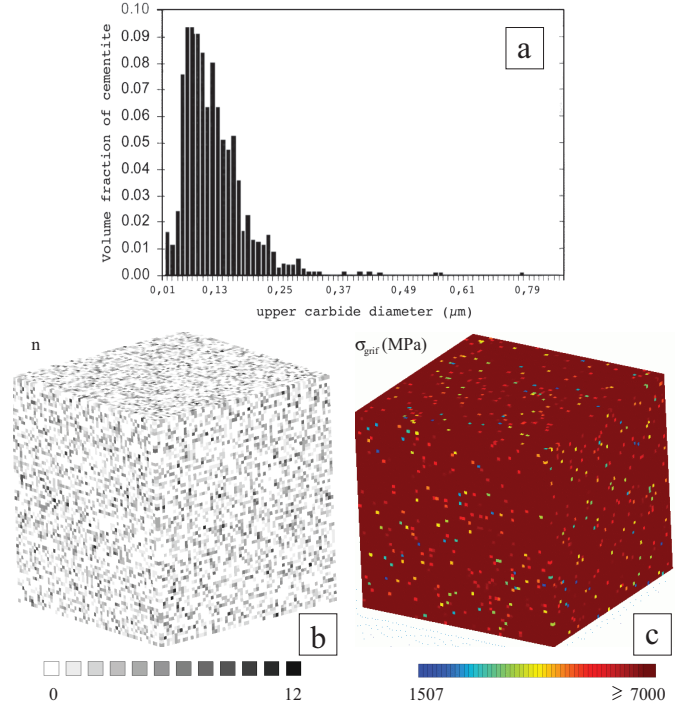 0.10
a
0.09
0.08
0.07
0.06
0.05
0.04
0.03
0.02
0.01
0.00
Volume fraction of cementite
0,01 0,13 0,25 0,37 0,49 0,61 0,79
upper carbide diameter (µm)
n
σgrif (MPa)
b
c
0 12
1507 ⩾ 7000